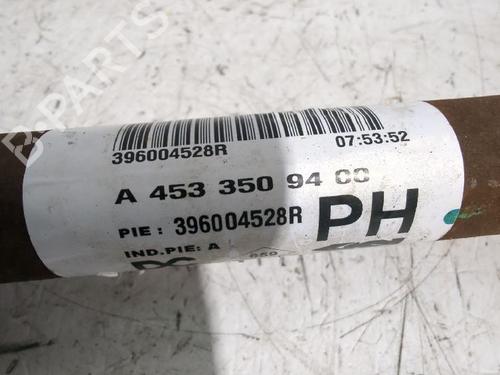 396004528R 07:53:52
A 453 350 94 00
PIE : 396004528R PH
IND.PIE: A
B-PARTS